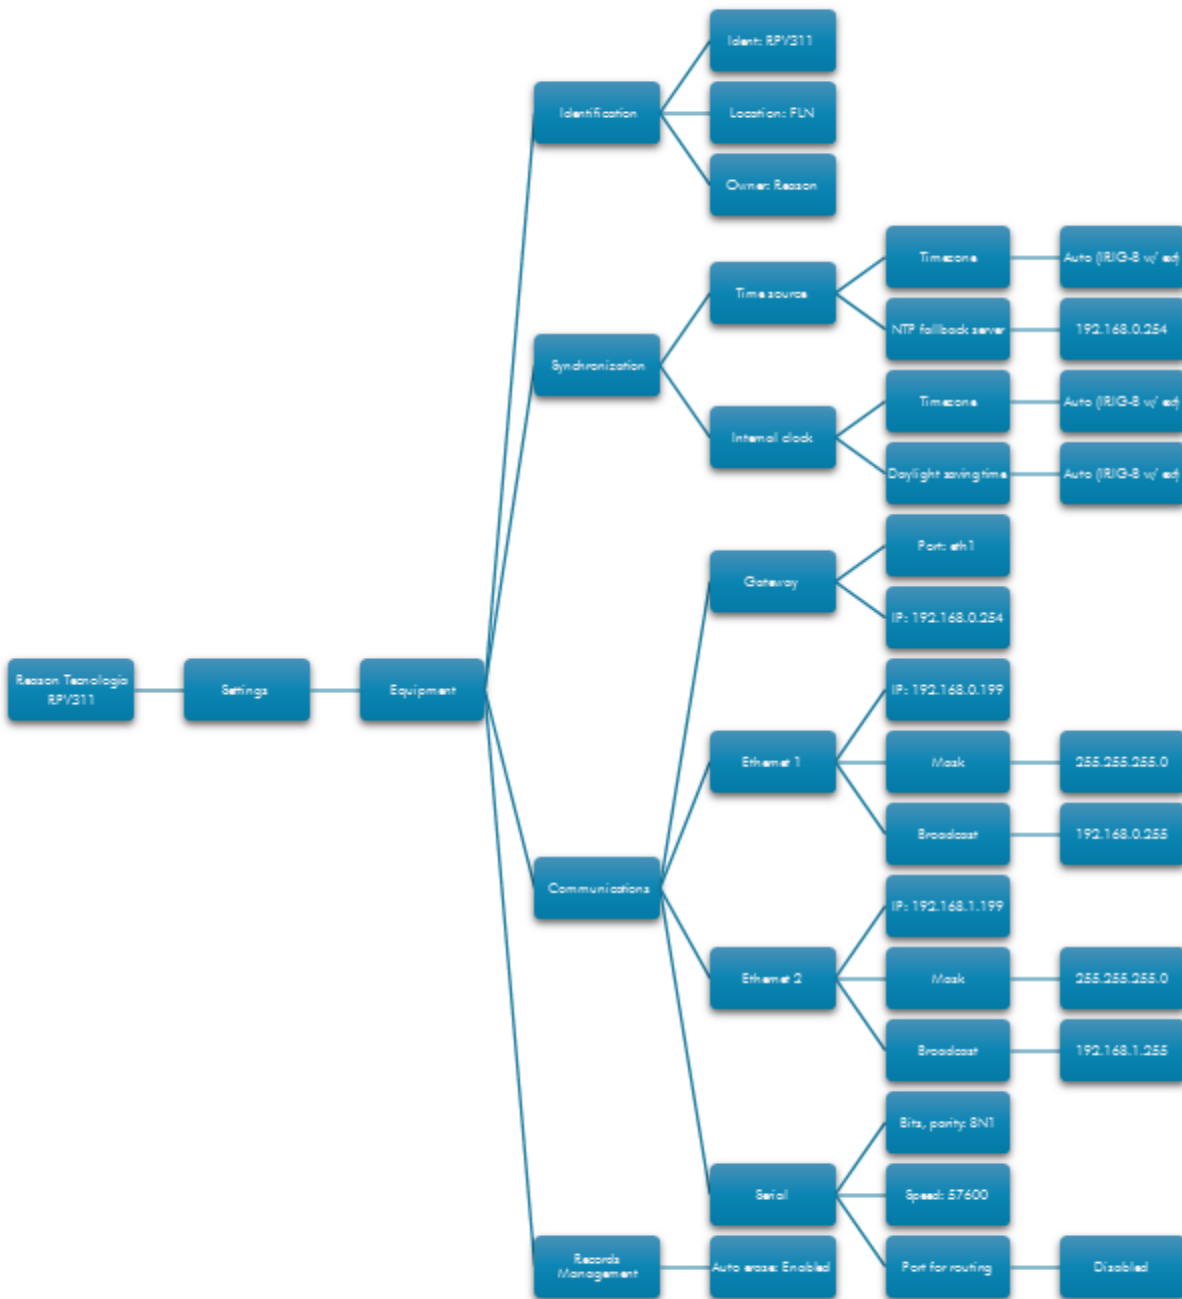 Reason Tecnologia
RPV311
Settings
Equipment
Identification
Ident: RPV311
Location: FLN
Owner: Reason
Synchronization
Time source
Timezone
Auto (IRIG-B w/ ext)
NTP fallback server
192.168.0.254
Internal clock
Timezone
Auto (IRIG-B w/ ext)
Daylight saving time
Auto (IRIG-B w/ ext)
Communications
Gateway
Port: eth1
IP: 192.168.0.254
Ethernet 1
IP: 192.168.0.199
Mask
255.255.255.0
Broadcast
192.168.0.255
Ethernet 2
IP: 192.168.1.199
Mask
255.255.255.0
Broadcast
192.168.1.255
Serial
Bits, parity: 8N1
Speed: 57600
Port for routing
Disabled
Records
Management
Auto erase: Enabled